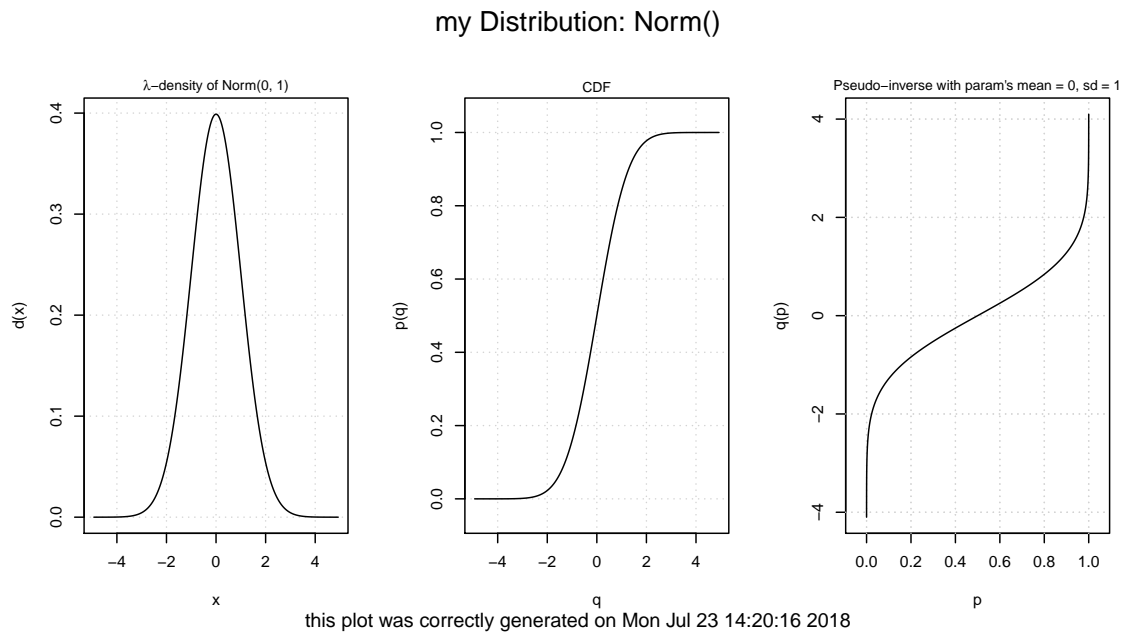 my Distribution: Norm()
λ−density of Norm(0, 1)
d(x)
0.4
0.3
0.2
0.1
0.0
−4 −2 0 2 4
x
CDF
p(q)
1.0
0.8
0.6
0.4
0.2
0.0
−4 −2 0 2 4
q
Pseudo−inverse with param's mean = 0, sd = 1
q(p)
4
2
0
−2
−4
0.0 0.2 0.4 0.6 0.8 1.0
p
this plot was correctly generated on Mon Jul 23 14:20:16 2018